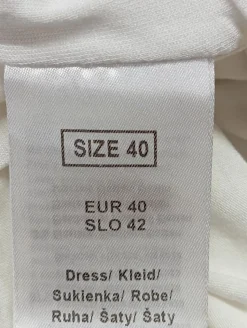 SIZE 40
EUR 40
SLO 42
Dress/ Kleid/
Sukienka/ Robe/
Ruha/ Šaty/ Šaty